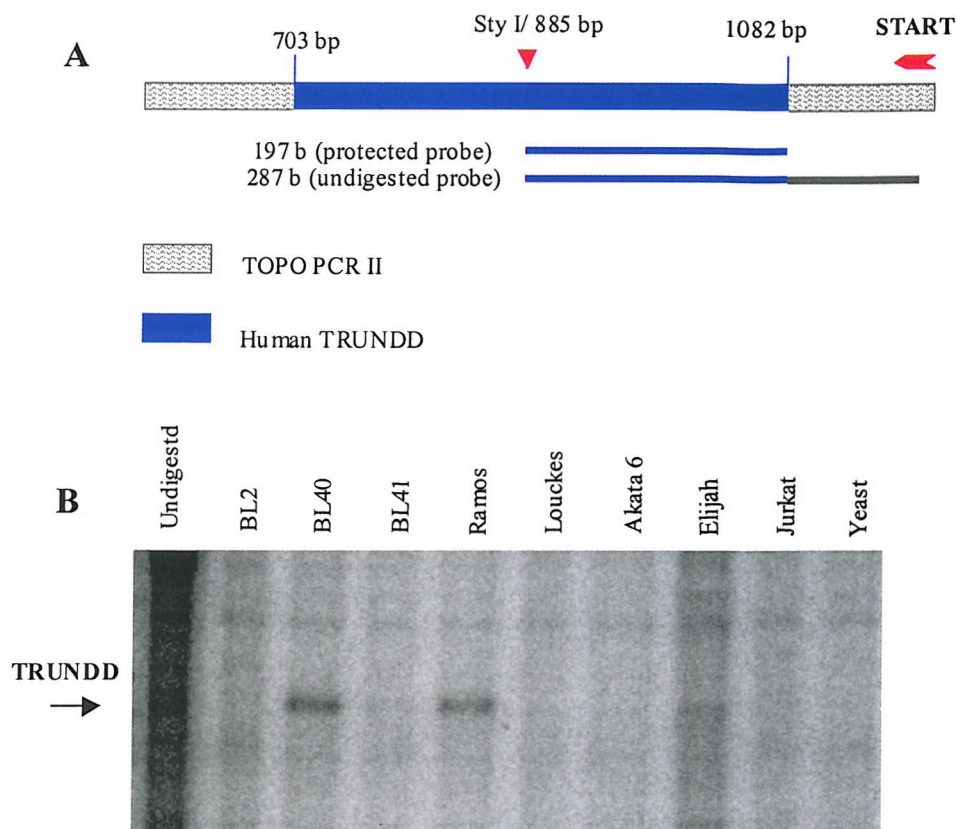 A
703 bp
Sty I/ 885 bp
1082 bp
START
197 b (protected probe)
287 b (undigested probe)
TOPO PCR II
Human TRUNDD
B
Undigestd
BL2
BL40
BL41
Ramos
Louckes
Akata 6
Elijah
Jurkat
Yeast
TRUNDD